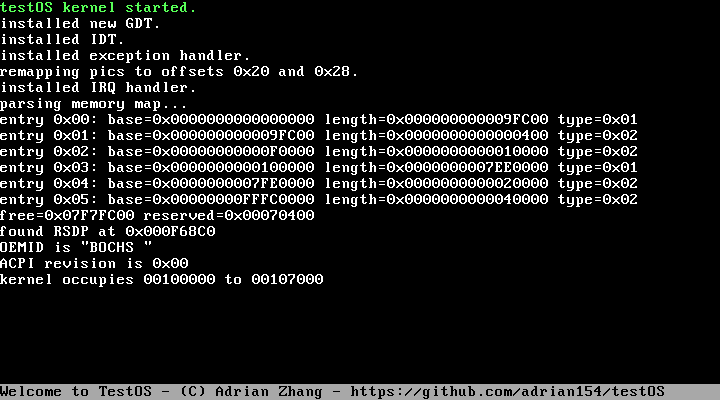 testOS kernel started.
installed new GDT.
installed IDT.
installed exception handler.
remapping pics to offsets 0x20 and 0x28.
installed IRQ handler.
parsing memory map...
entry 0x00: base=0x0000000000000000 length=0x000000000009FC00 type=0x01
entry 0x01: base=0x000000000009FC00 length=0x0000000000000400 type=0x02
entry 0x02: base=0x00000000000F0000 length=0x0000000000010000 type=0x02
entry 0x03: base=0x0000000000100000 length=0x0000000007EE0000 type=0x01
entry 0x04: base=0x0000000007FE0000 length=0x0000000000020000 type=0x02
entry 0x05: base=0x00000000FFFC0000 length=0x0000000000040000 type=0x02
free=0x07F7FC00 reserved=0x00070400
found RSDP at 0x000F68C0
OEMID is "BOCHS "
ACPI revision is 0x00
kernel occupies 00100000 to 00107000
Welcome to TestOS - (C) Adrian Zhang - https://github.com/adrian154/testOS